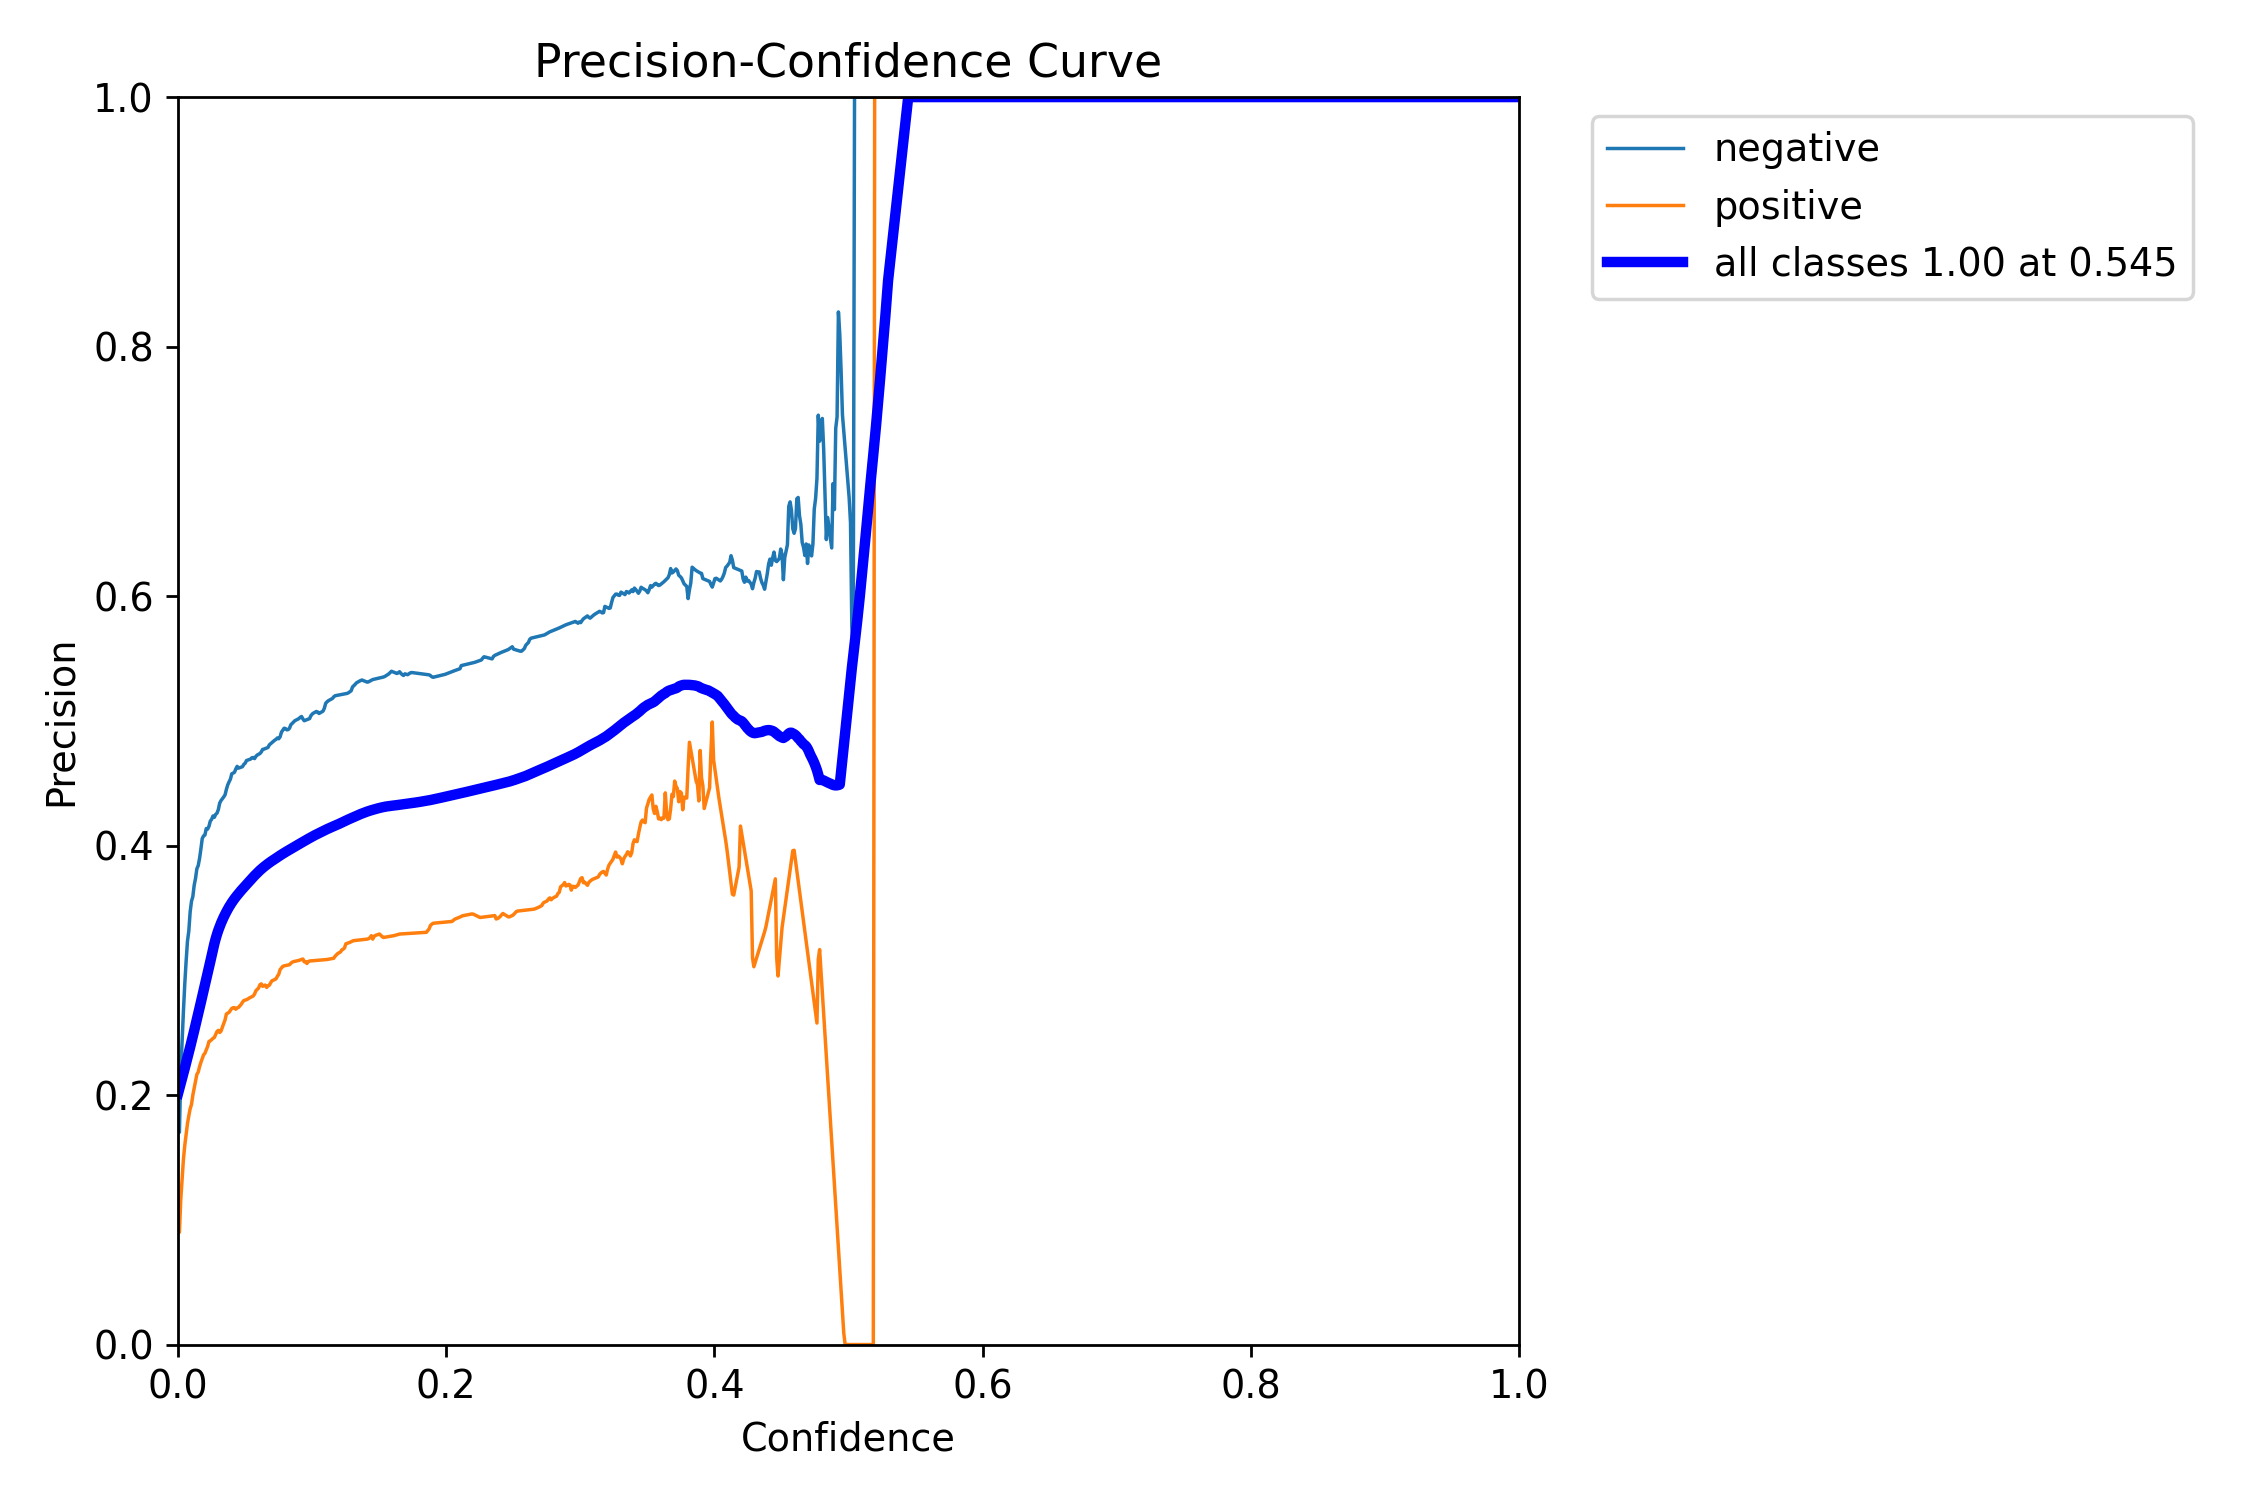 Precision-Confidence Curve
1.0
0.8
0.6
0.4
0.2
0.0
Precision
0.0 0.2 0.4 0.6 0.8 1.0
Confidence
negative
positive
all classes 1.00 at 0.545